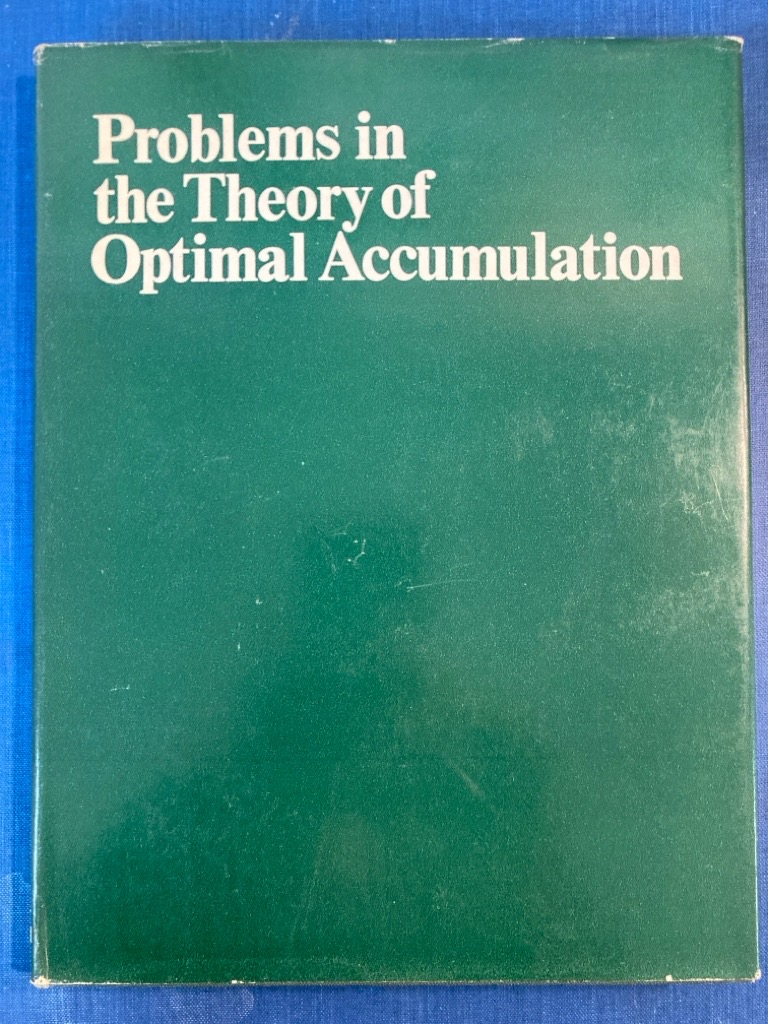 Problems in
the Theory of
Optimal Accumulation